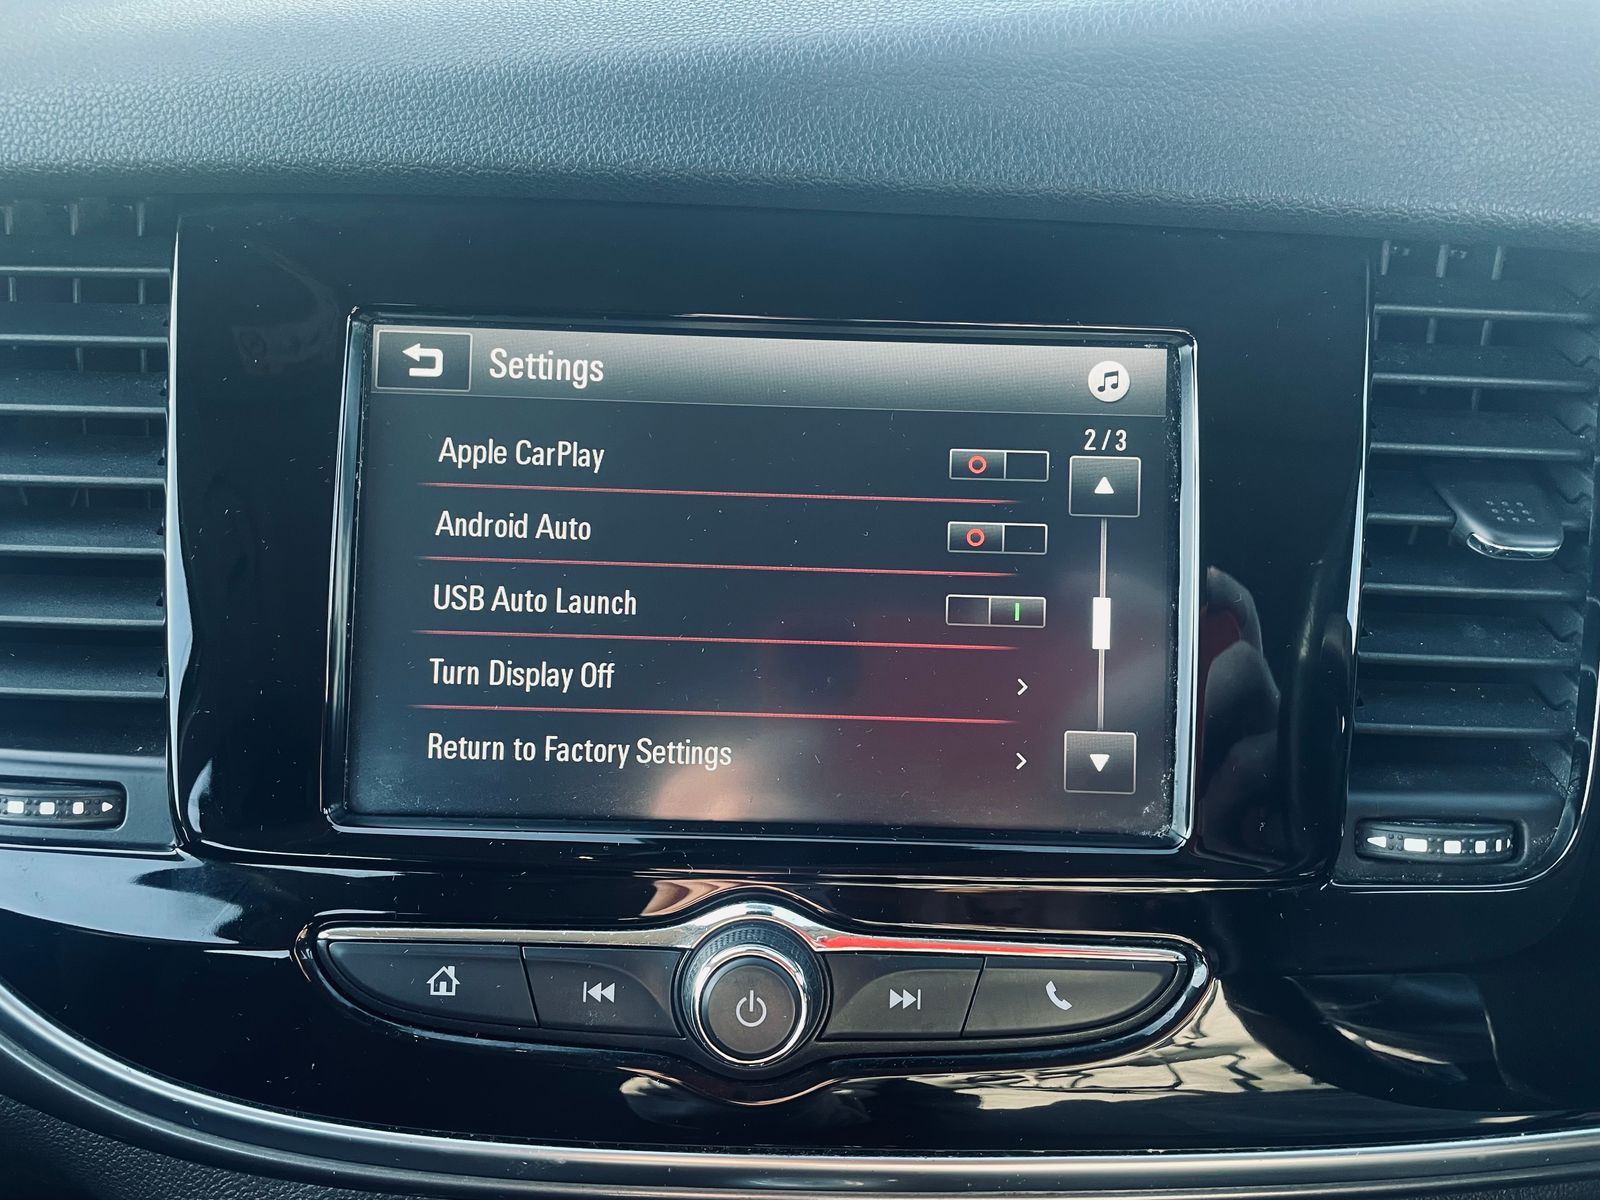 Settings
Apple CarPlay
2/3
Android Auto
USB Auto Launch
Turn Display Off
Return to Factory Settings